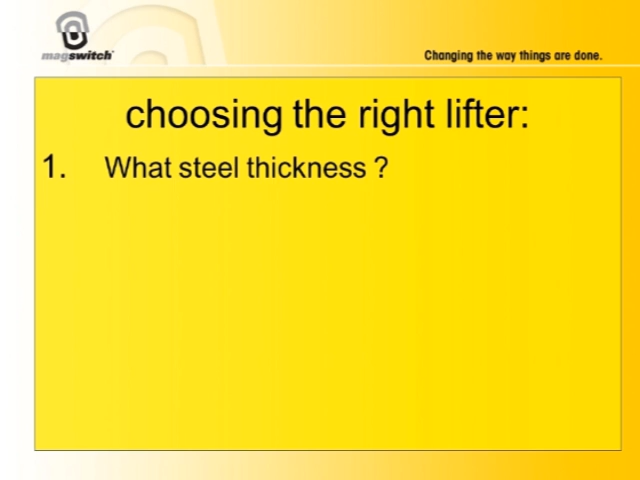 magswitch
Changing the way things are done.
choosing the right lifter:
1. What steel thickness ?